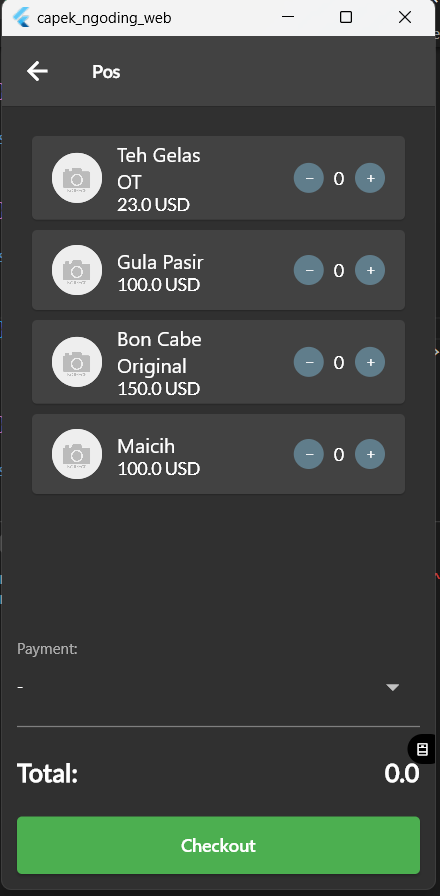 capek_ngoding_web
Pos
Teh Gelas
OT
23.0 USD
− 0 +
Gula Pasir
100.0 USD
− 0 +
Bon Cabe
Original
150.0 USD
− 0 +
Maicih
100.0 USD
− 0 +
Payment:
-
Total: 0.0
Checkout